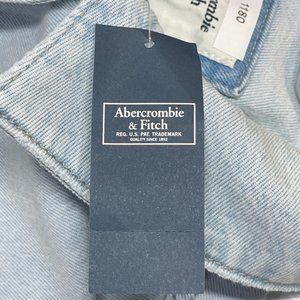 Abercrombie
& Fitch
REG. U.S. PAT. TRADEMARK
QUALITY SINCE 1892
1180